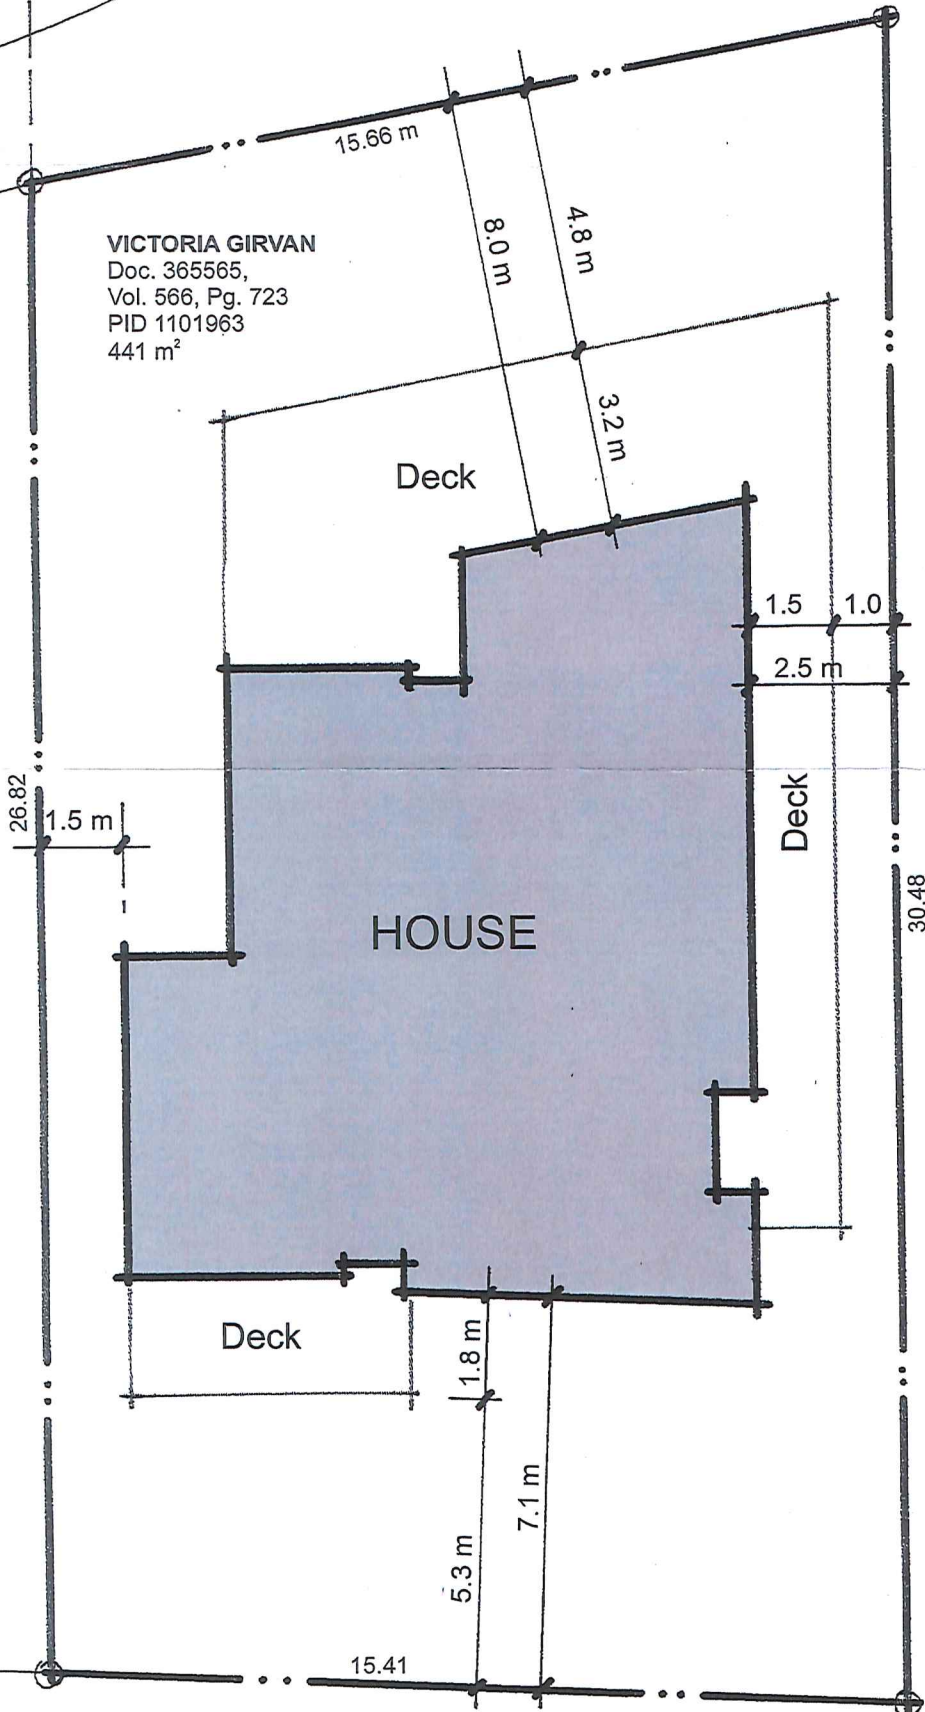 15.66 m
VICTORIA GIRVAN
Doc. 365565,
Vol. 566, Pg. 723
PID 1101963
441 m²
8.0 m
4.8 m
3.2 m
Deck
1.5
1.0
2.5 m
26.82
1.5 m
Deck
HOUSE
30.48
Deck
1.8 m
7.1 m
5.3 m
15.41